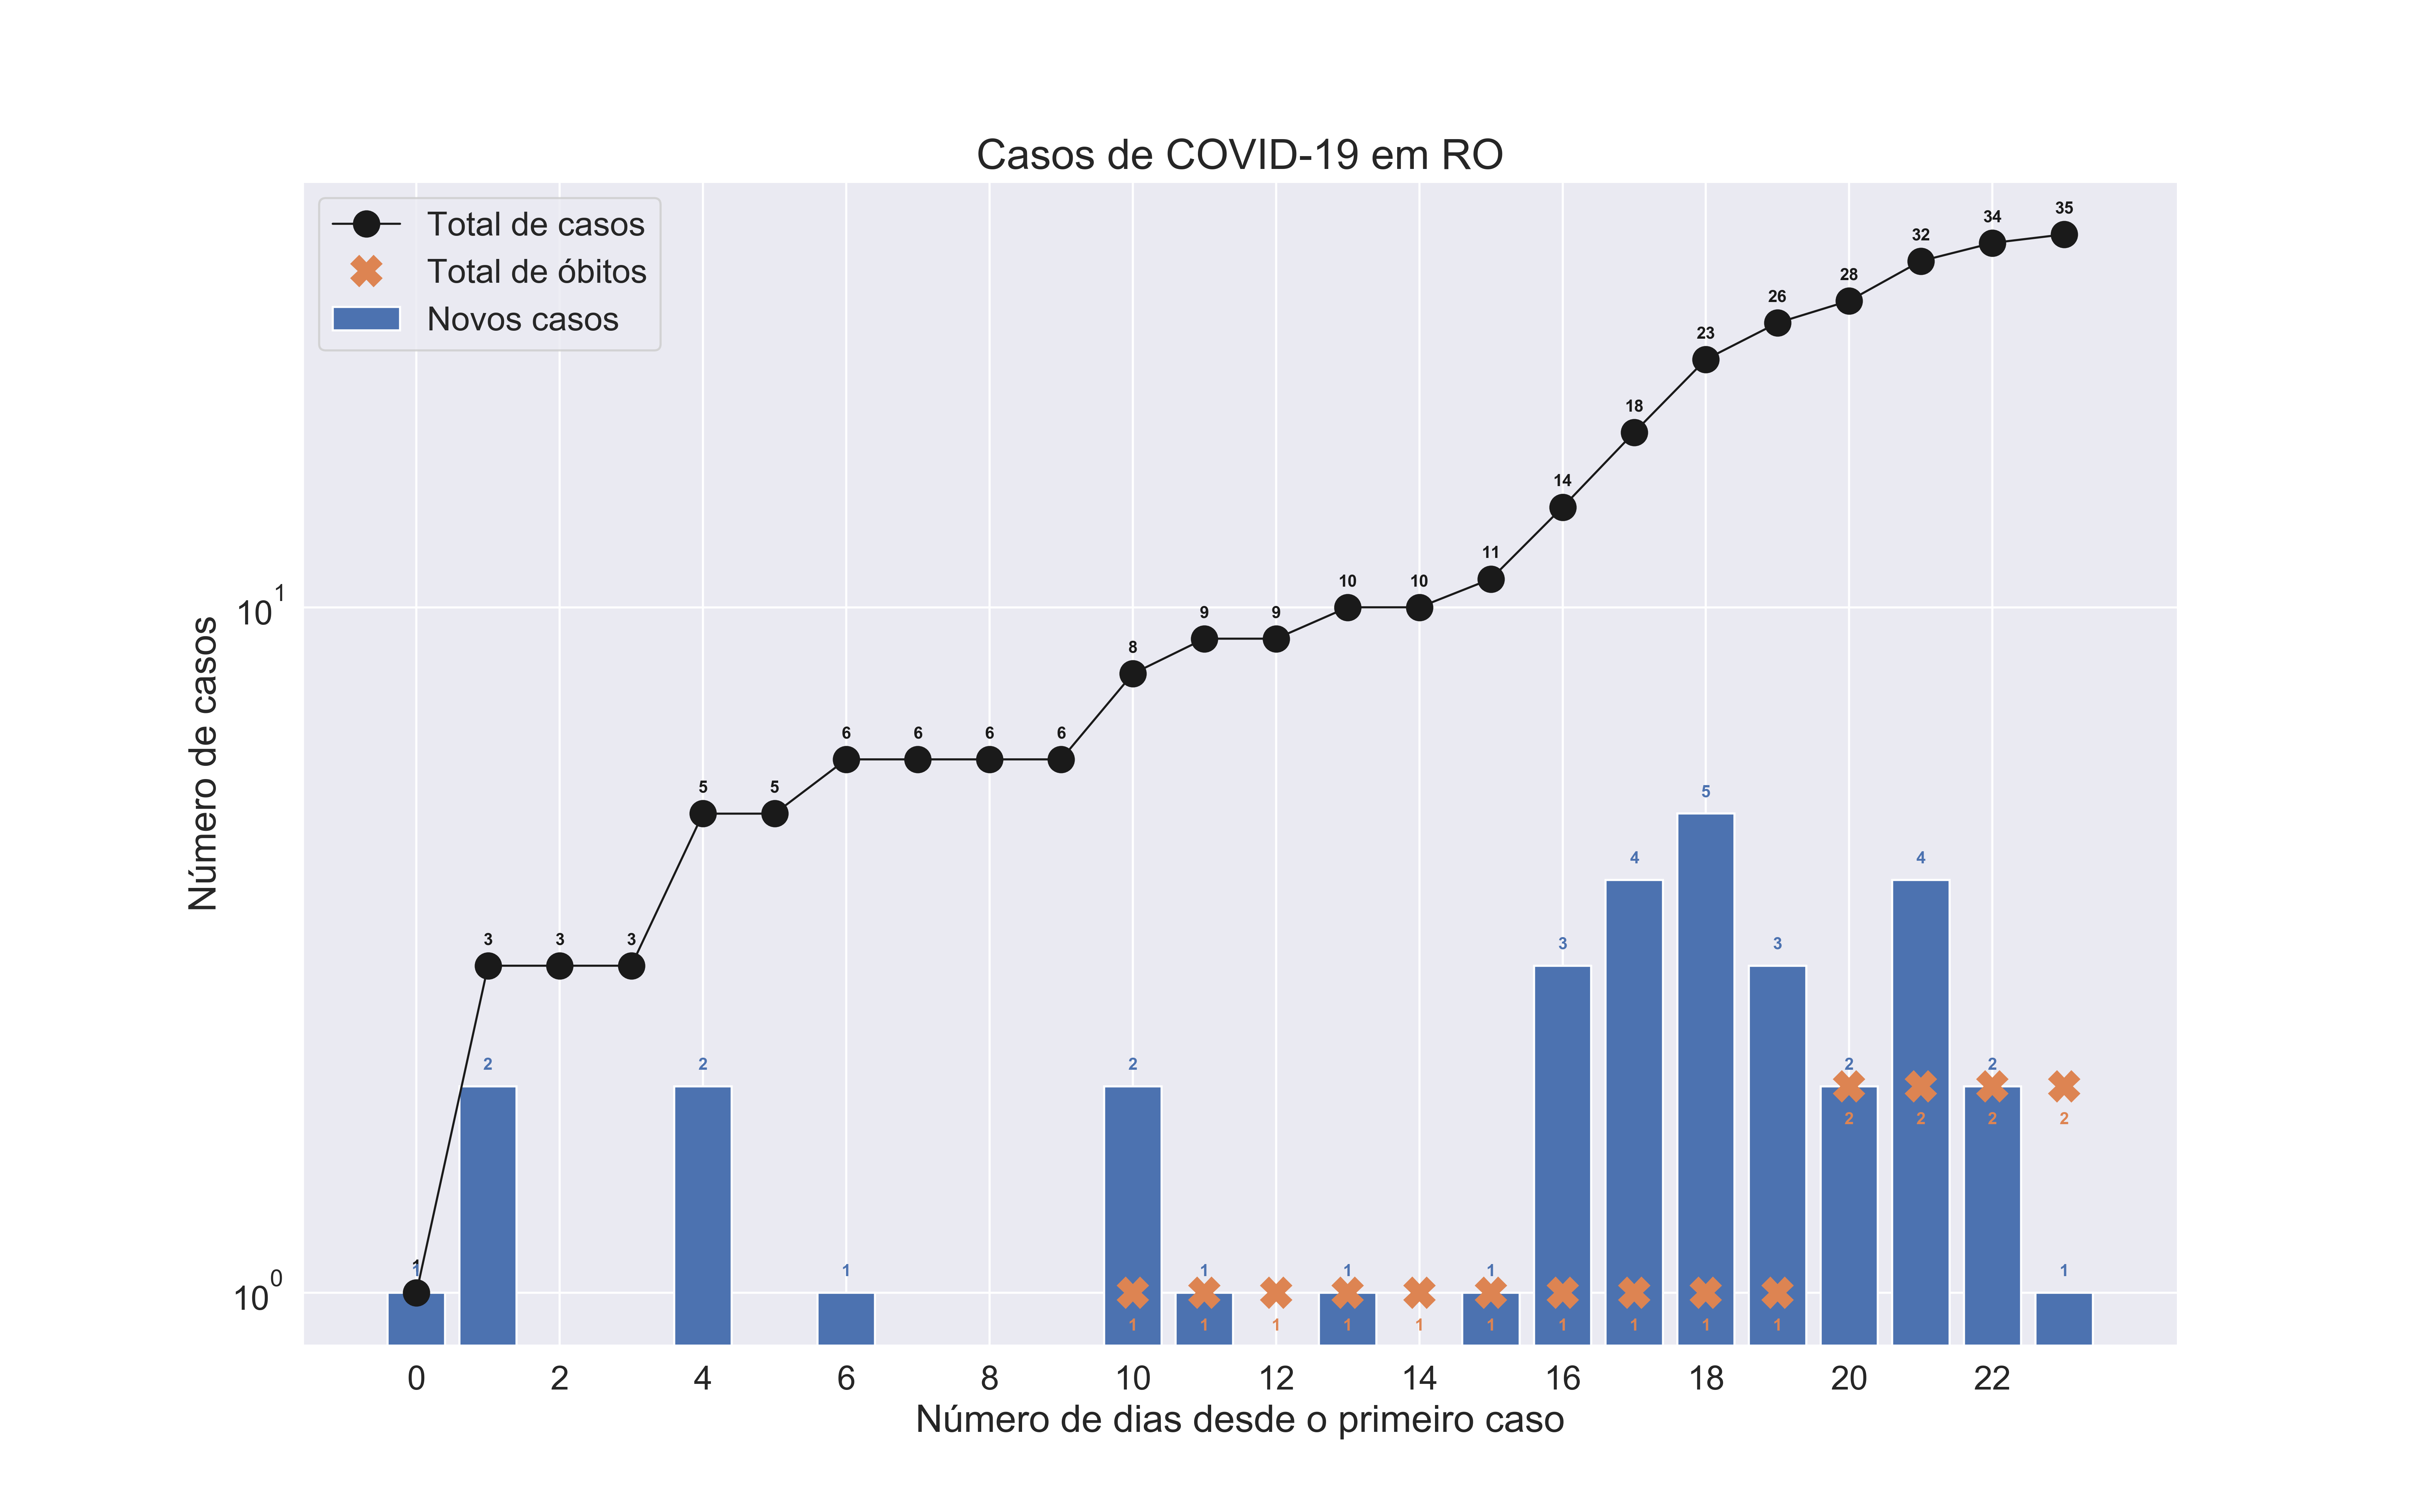 Casos de COVID-19 em RO
Total de casos
Total de óbitos
Novos casos
Número de casos
10^1
10^0
1 3 3 3 5 5 6 6 6 6 8 9 9 10 10 11 14 18 23 26 28 32 34 35
1 2 2 1 2 1 1 1 3 4 5 3 2 4 2 1
1 1 1 1 1 1 1 1 1 1 2 2 2 2
0 2 4 6 8 10 12 14 16 18 20 22
Número de dias desde o primeiro caso